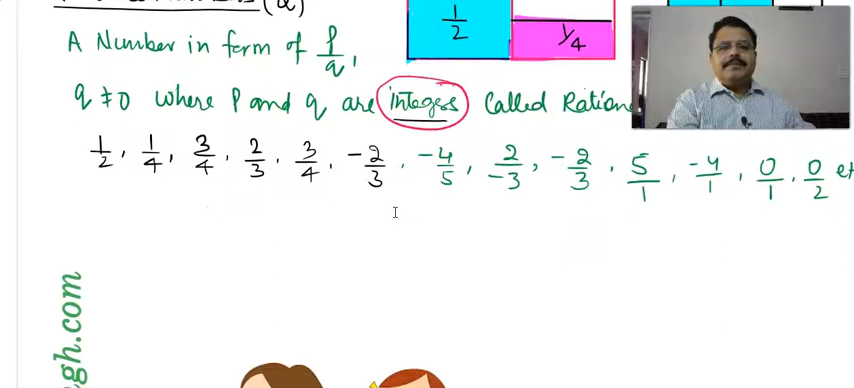 (Q)
1/2
1/4
A Number in form of P/q,
q ≠ 0 where P and q are integers Called Rationa
1/2, 1/4, 3/4, 2/3, 3/4, -2/3, -4/5, 2/-3, -2/3, 5/1, -4/1, 0/1, 0/2 et
gh.com